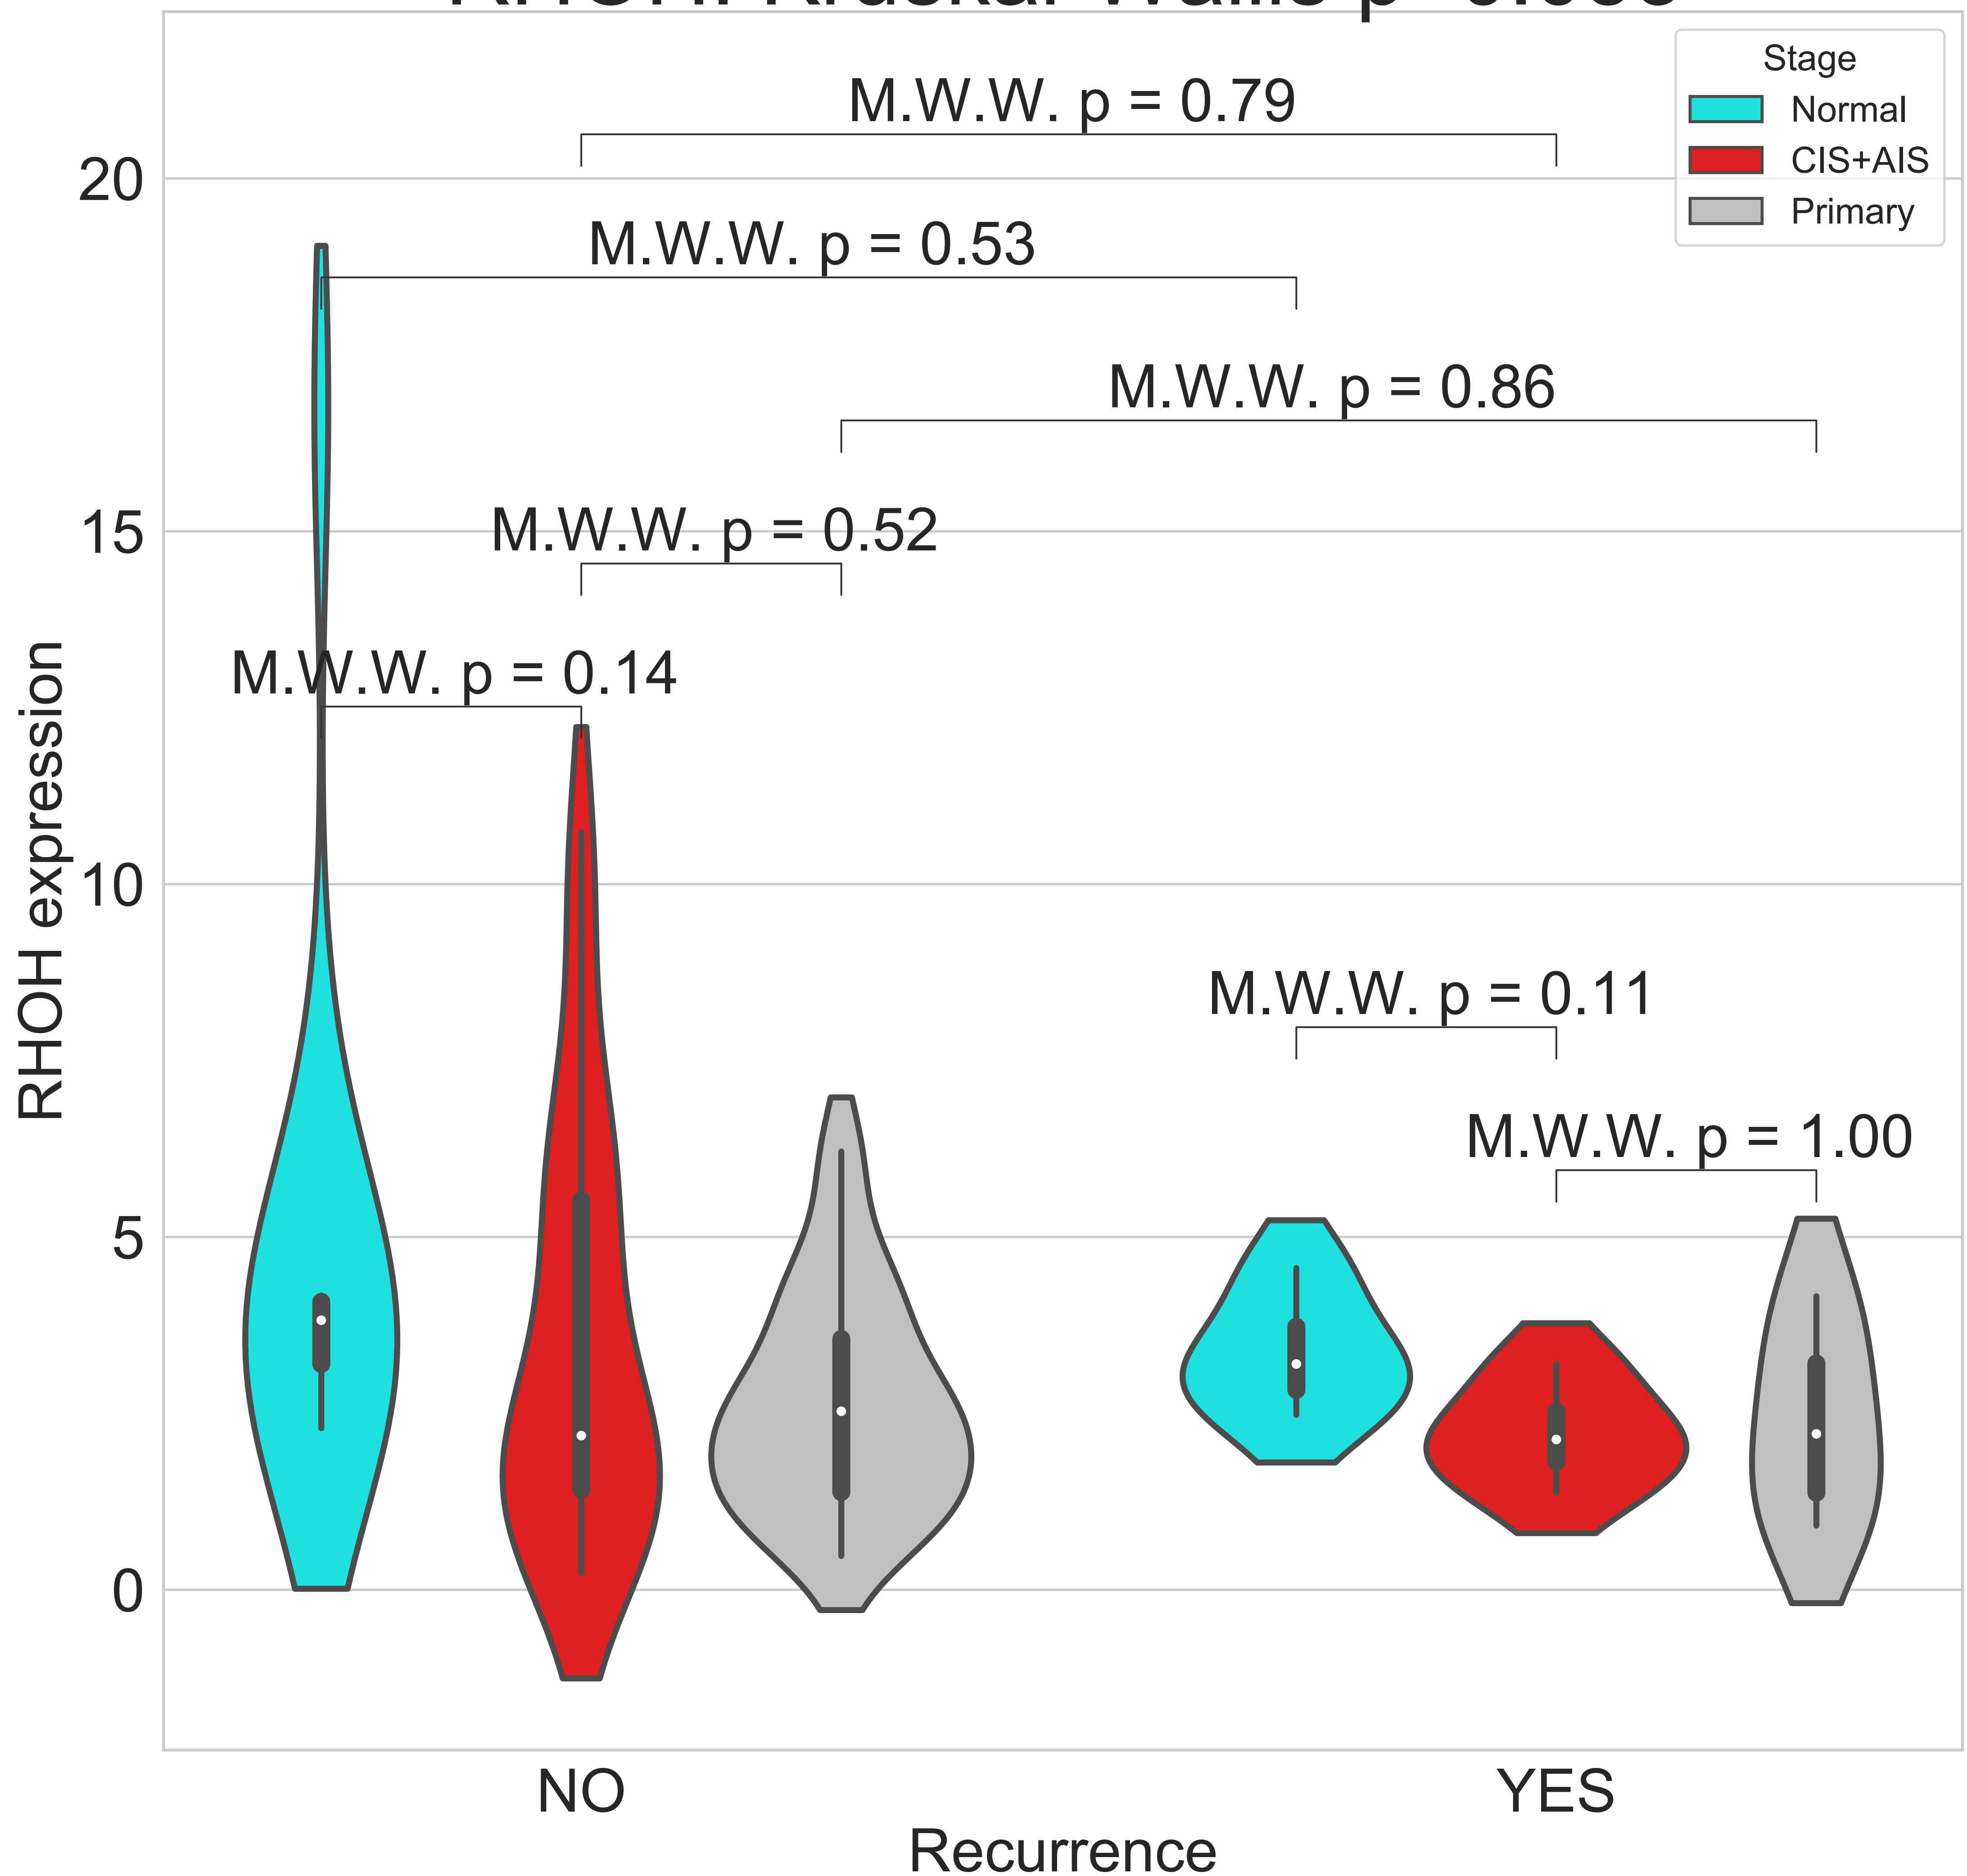 Stage
Normal
CIS+AIS
Primary
M.W.W. p = 0.79
M.W.W. p = 0.53
M.W.W. p = 0.86
M.W.W. p = 0.52
M.W.W. p = 0.14
M.W.W. p = 0.11
M.W.W. p = 1.00
20
15
10
5
0
RHOH expression
NO
YES
Recurrence